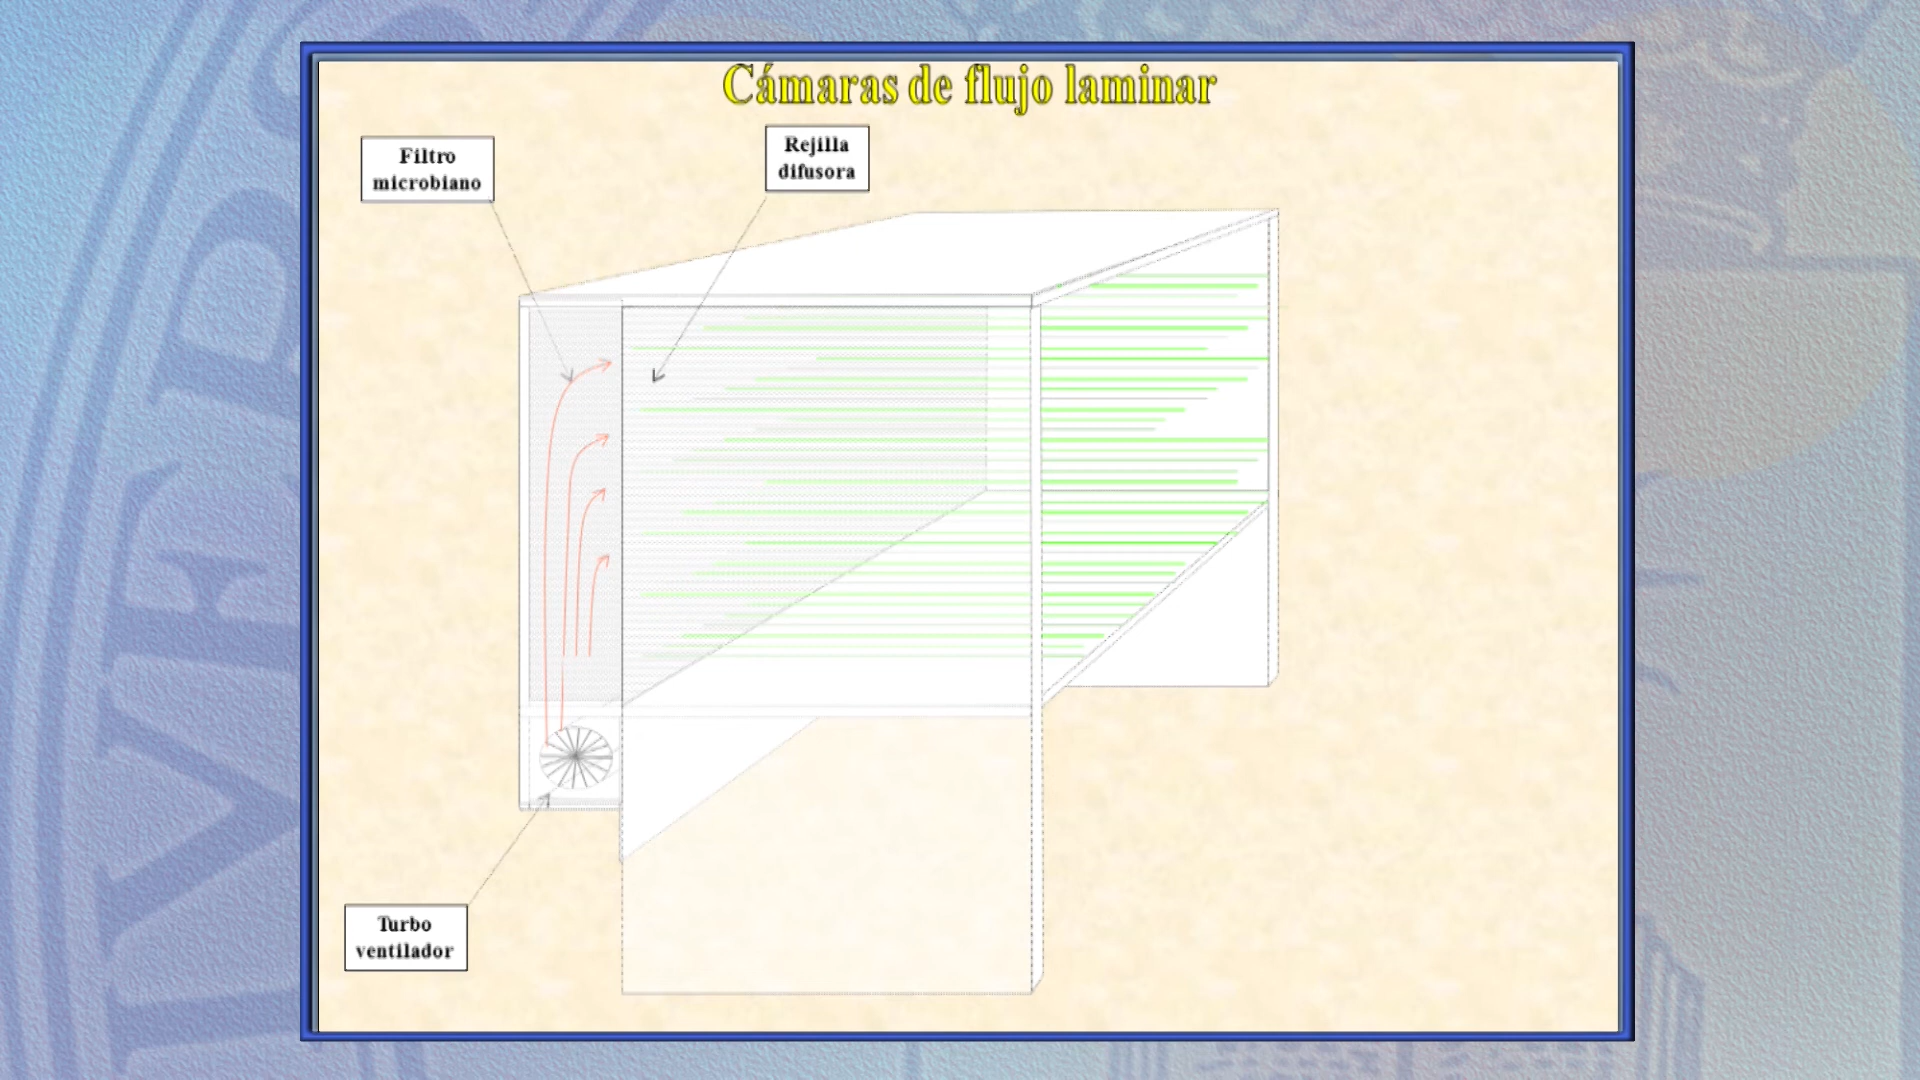 Cámaras de flujo laminar
Filtro
microbiano
Rejilla
difusora
Turbo
ventilador